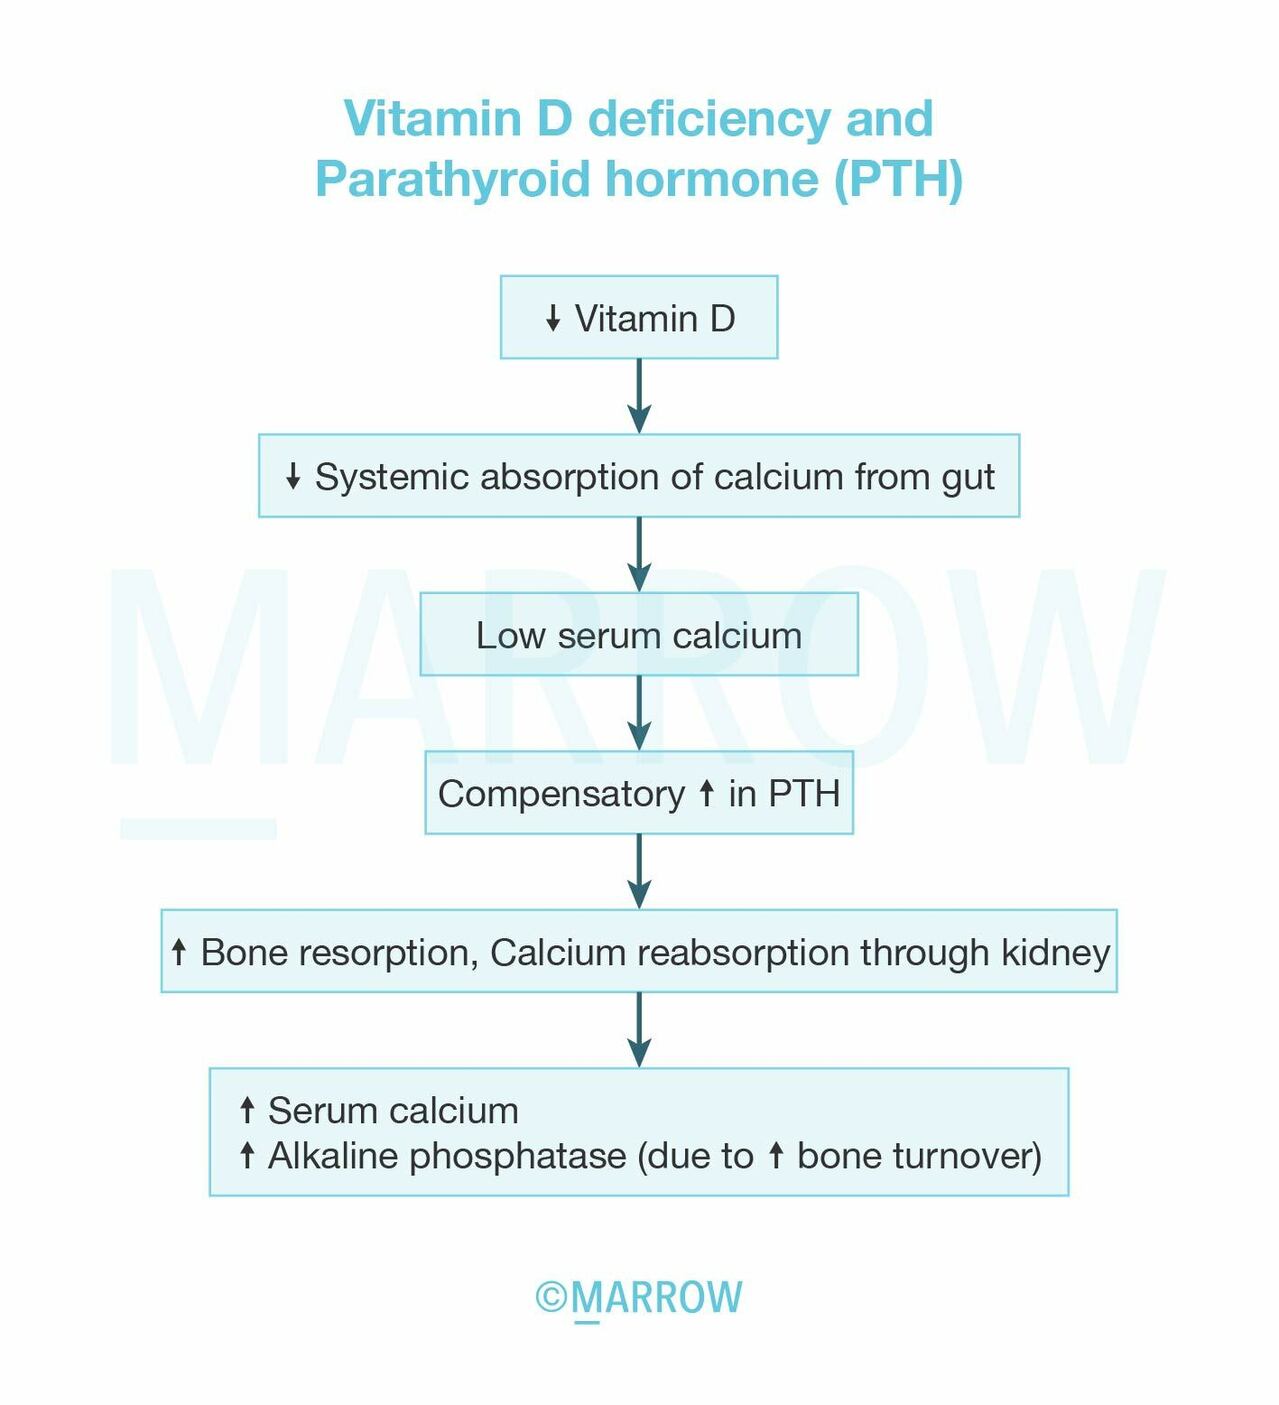 Vitamin D deficiency and
Parathyroid hormone (PTH)
↓ Vitamin D
↓ Systemic absorption of calcium from gut
MARROW
Low serum calcium
Compensatory ↑ in PTH
↑ Bone resorption, Calcium reabsorption through kidney
↑ Serum calcium
↑ Alkaline phosphatase (due to ↑ bone turnover)
©MARROW